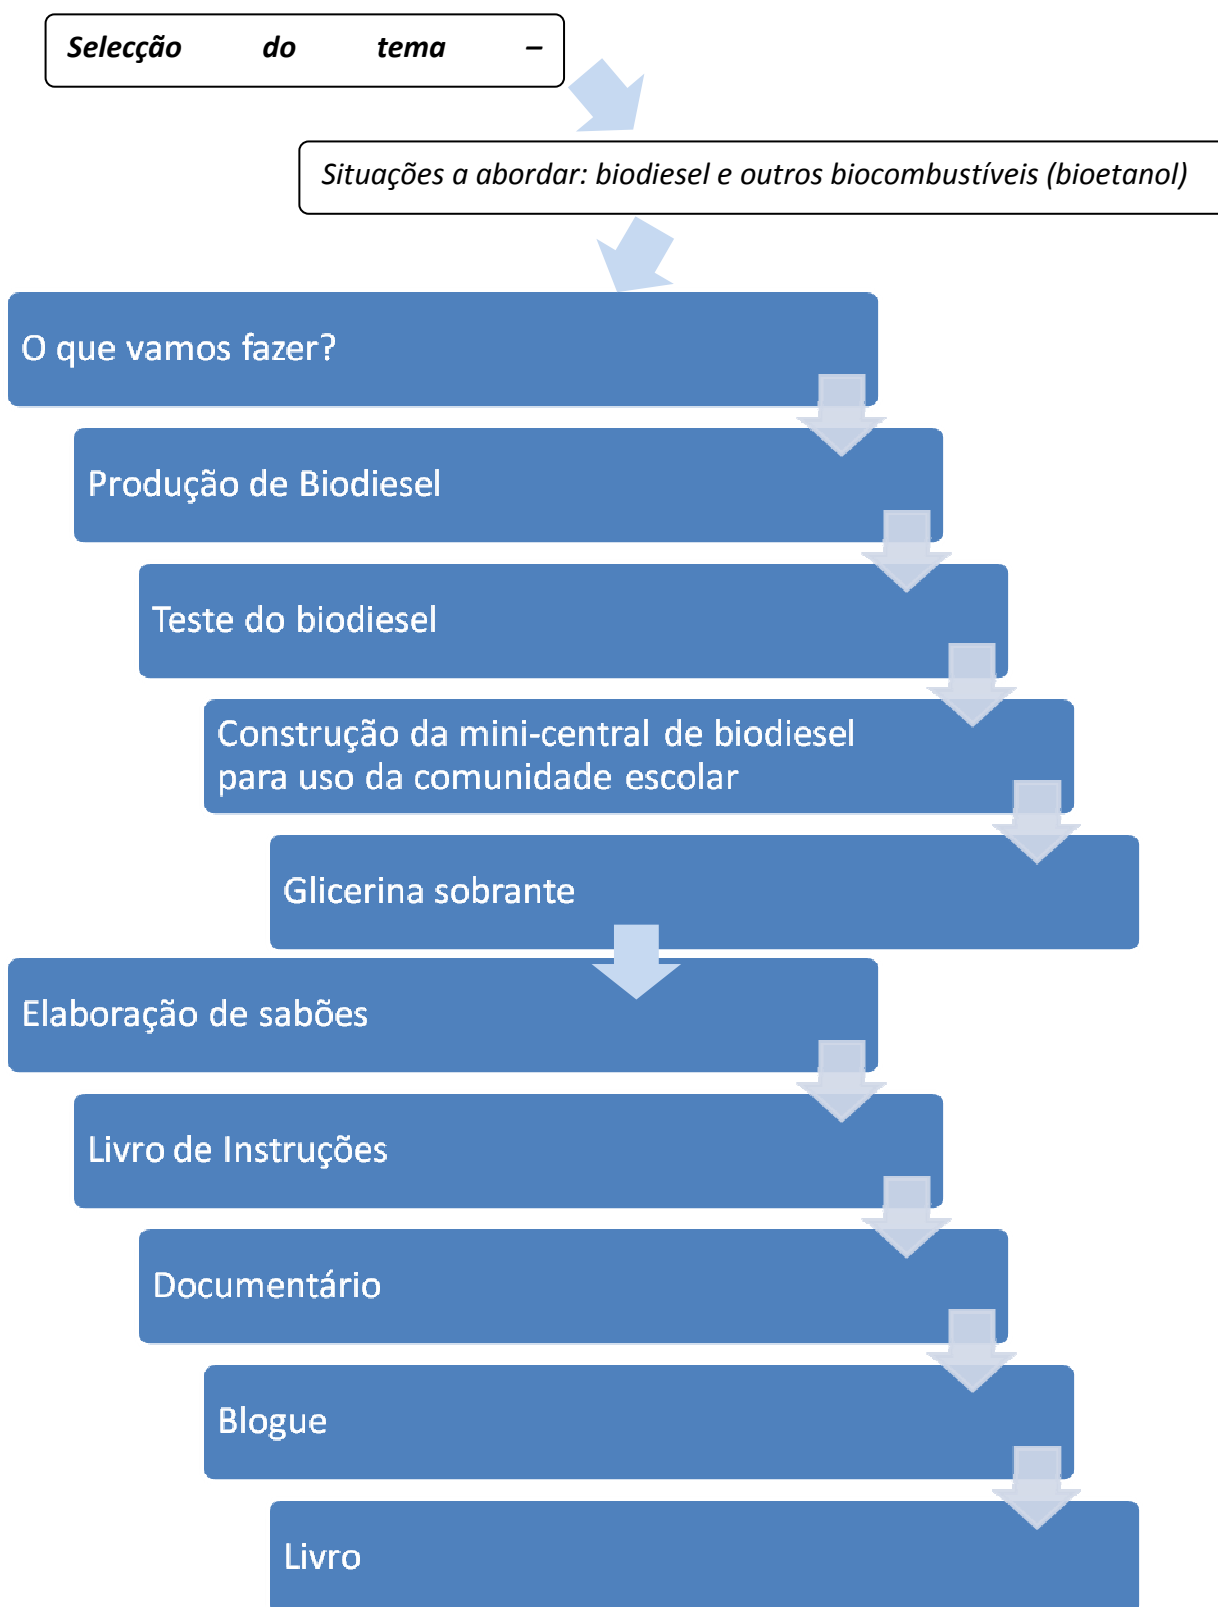 Selecção do tema –
Situações a abordar: biodiesel e outros biocombustíveis (bioetanol)
O que vamos fazer?
Produção de Biodiesel
Teste do biodiesel
Construção da mini-central de biodiesel
para uso da comunidade escolar
Glicerina sobrante
Elaboração de sabões
Livro de Instruções
Documentário
Blogue
Livro